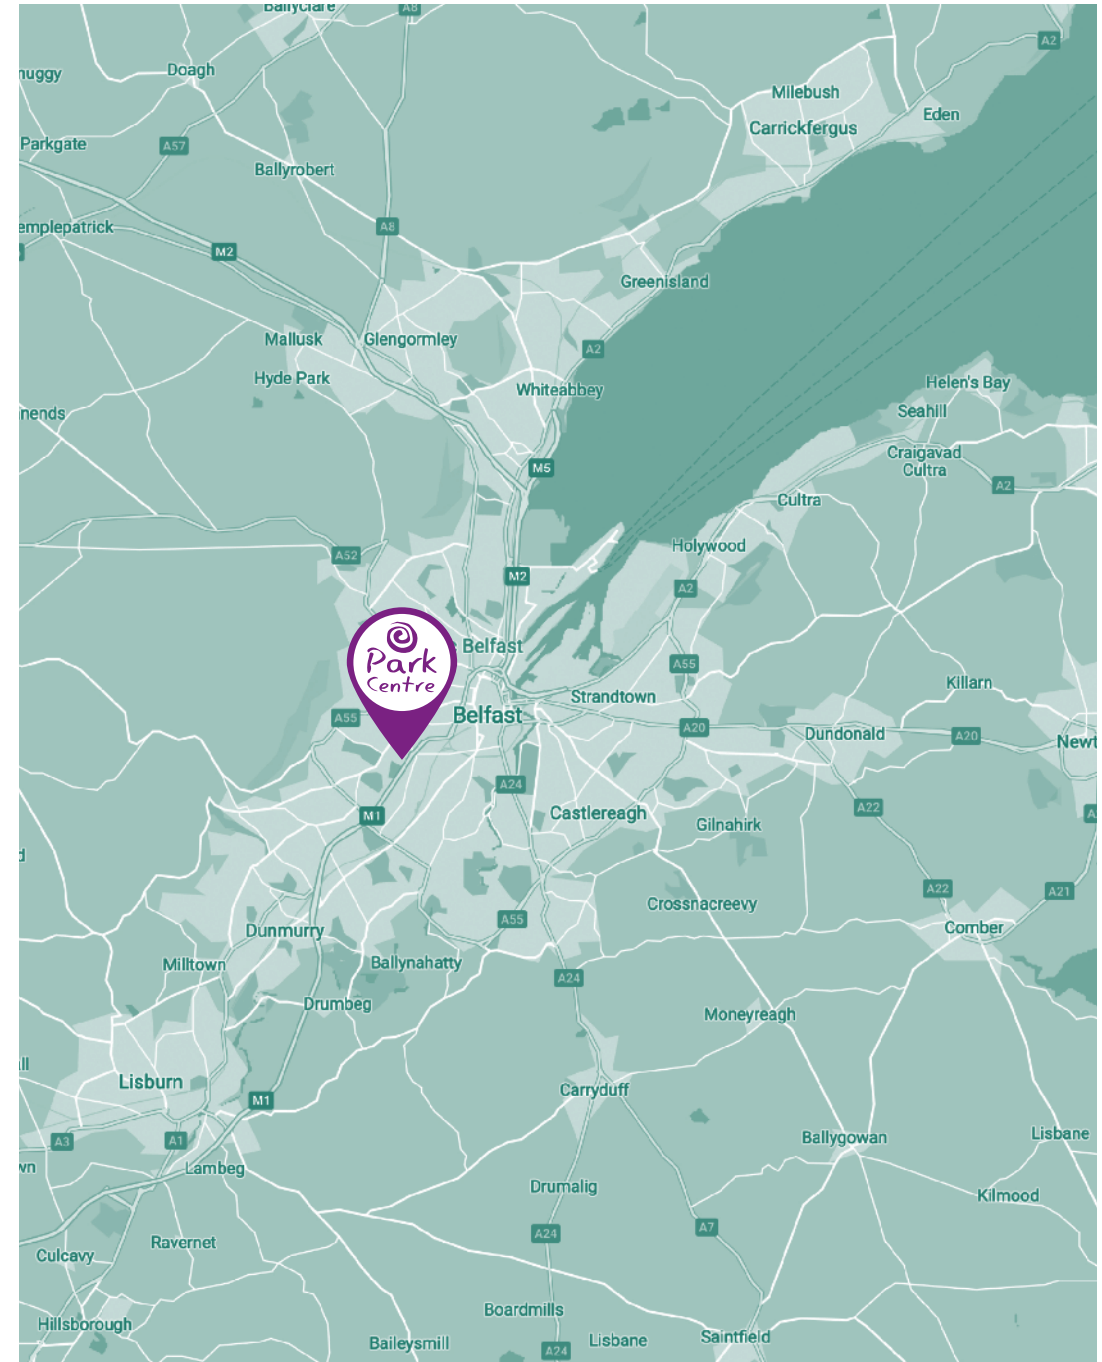 Ballyclare
A8
A2
Doagh
Milebush
Eden
Carrickfergus
Parkgate
A57
Ballyrobert
A8
M2
Greenisland
Mallusk
Glengormley
A2
Hyde Park
Whiteabbey
Helen's Bay
Seahill
Craigavad
Cultra
M5
A2
Cultra
Holywood
A52
M2
A2
Park
Centre
Belfast
A55
Killarn
Strandtown
A55
Belfast
A20
Dundonald
A20
A24
M1
Castlereagh
A22
Gilnahirk
A22
A21
Crossnacreevy
A55
Comber
Dunmurry
Milltown
Ballynahatty
A24
Drumbeg
Moneyreagh
Lisburn
Carryduff
M1
A3
A1
Ballygowan
Lisbane
Lambeg
Drumalig
Kilmood
A24
A7
Ravernet
Culcavy
Boardmills
Hillsborough
Baileysmill
Lisbane
Saintfield
A24